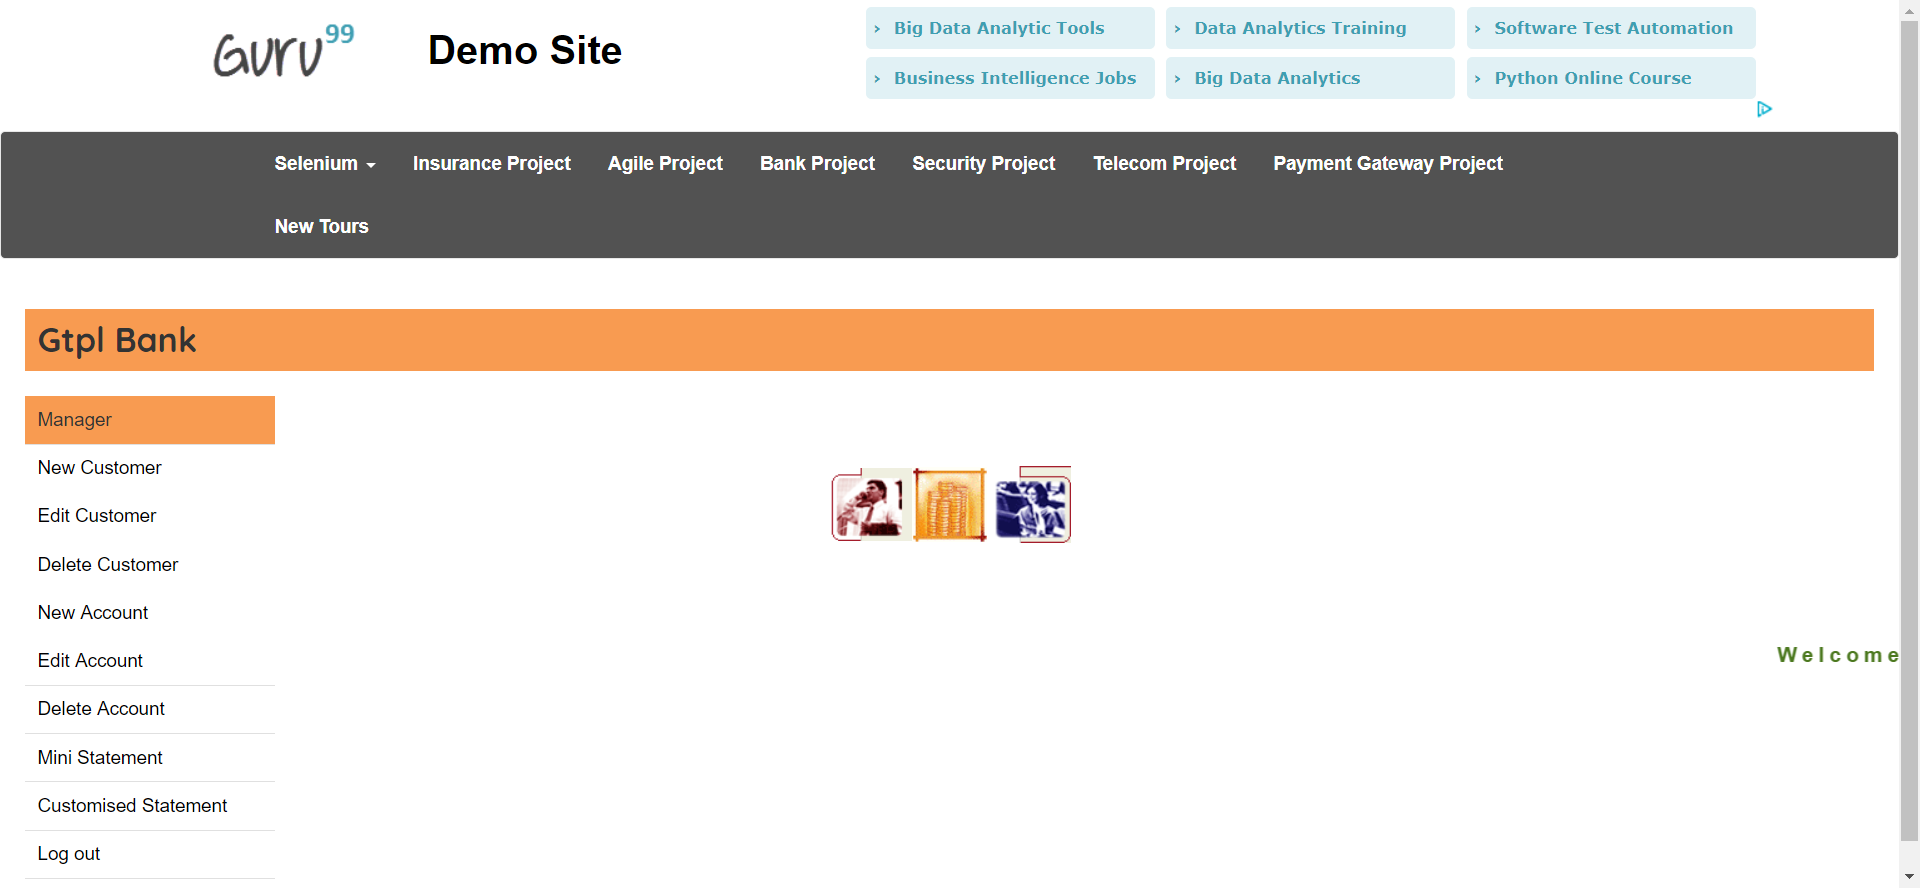 Guru99
Demo Site
› Big Data Analytic Tools
› Data Analytics Training
› Software Test Automation
› Business Intelligence Jobs
› Big Data Analytics
› Python Online Course
Selenium Insurance Project Agile Project Bank Project Security Project Telecom Project Payment Gateway Project
New Tours
Gtpl Bank
Manager
New Customer
Edit Customer
Delete Customer
New Account
Edit Account
Delete Account
Mini Statement
Customised Statement
Log out
Welcome